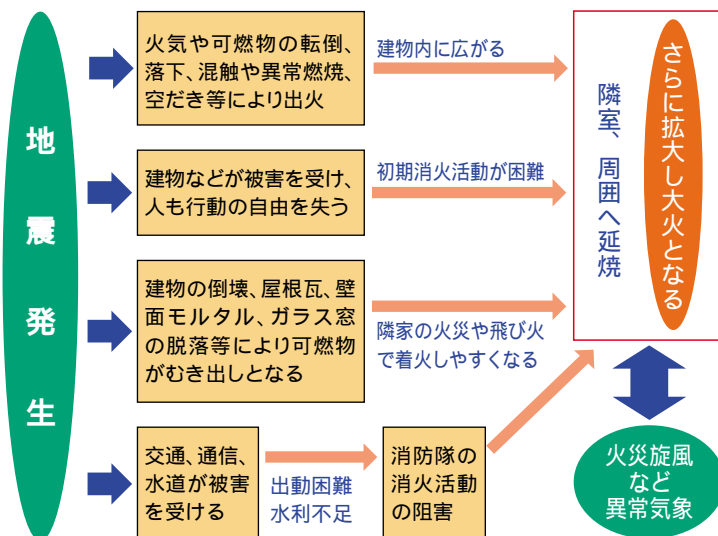 地震発生
火気や可燃物の転倒、
落下、混触や異常燃焼、
空だき等により出火
建物内に広がる
建物などが被害を受け、
人も行動の自由を失う
初期消火活動が困難
建物の倒壊、屋根瓦、壁
面モルタル、ガラス窓
の脱落等により可燃物
がむき出しとなる
隣家の火災や飛び火
で着火しやすくなる
交通、通信、
水道が被害
を受ける
出動困難
水利不足
消防隊の
消火活動
の阻害
隣室、周囲へ延焼
さらに拡大し大火となる
火災旋風
など
異常気象